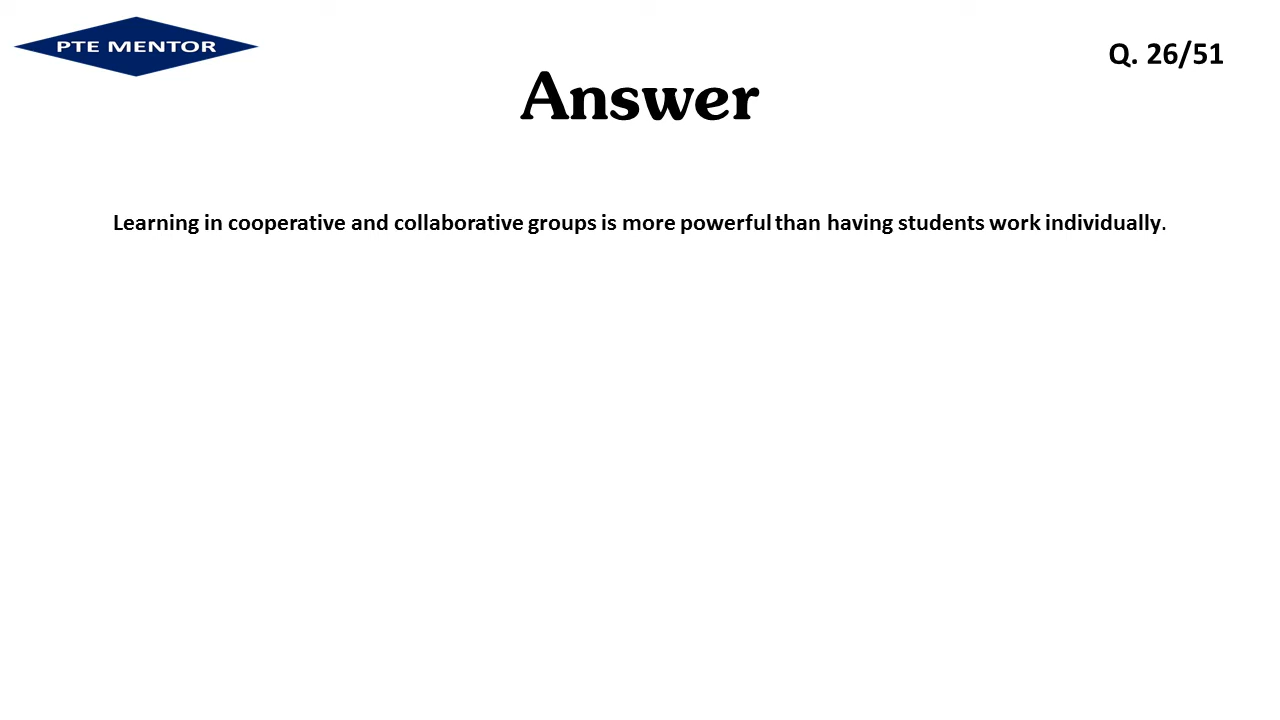 PTE MENTOR
Q. 26/51
Answer
Learning in cooperative and collaborative groups is more powerful than having students work individually.